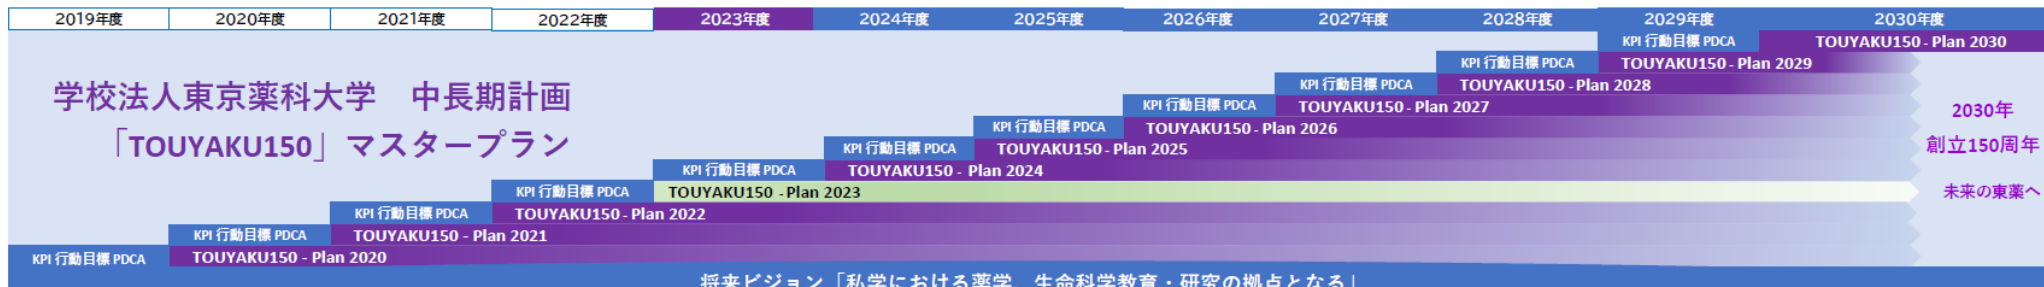 2019年度 2020年度 2021年度 2022年度 2023年度 2024年度 2025年度 2026年度 2027年度 2028年度 2029年度 2030年度
KPI 行動目標 PDCA TOUYAKU150 - Plan 2030
KPI 行動目標 PDCA TOUYAKU150 - Plan 2029
KPI 行動目標 PDCA TOUYAKU150 - Plan 2028
KPI 行動目標 PDCA TOUYAKU150 - Plan 2027
KPI 行動目標 PDCA TOUYAKU150 - Plan 2026
KPI 行動目標 PDCA TOUYAKU150 - Plan 2025
KPI 行動目標 PDCA TOUYAKU150 - Plan 2024
KPI 行動目標 PDCA TOUYAKU150 - Plan 2023
KPI 行動目標 PDCA TOUYAKU150 - Plan 2022
KPI 行動目標 PDCA TOUYAKU150 - Plan 2021
KPI 行動目標 PDCA TOUYAKU150 - Plan 2020
学校法人東京薬科大学 中長期計画
「TOUYAKU150」マスタープラン
2030年
創立150周年
未来の東薬へ
将来ビジョン「私学における薬学 生命科学教育・研究の拠点となる」